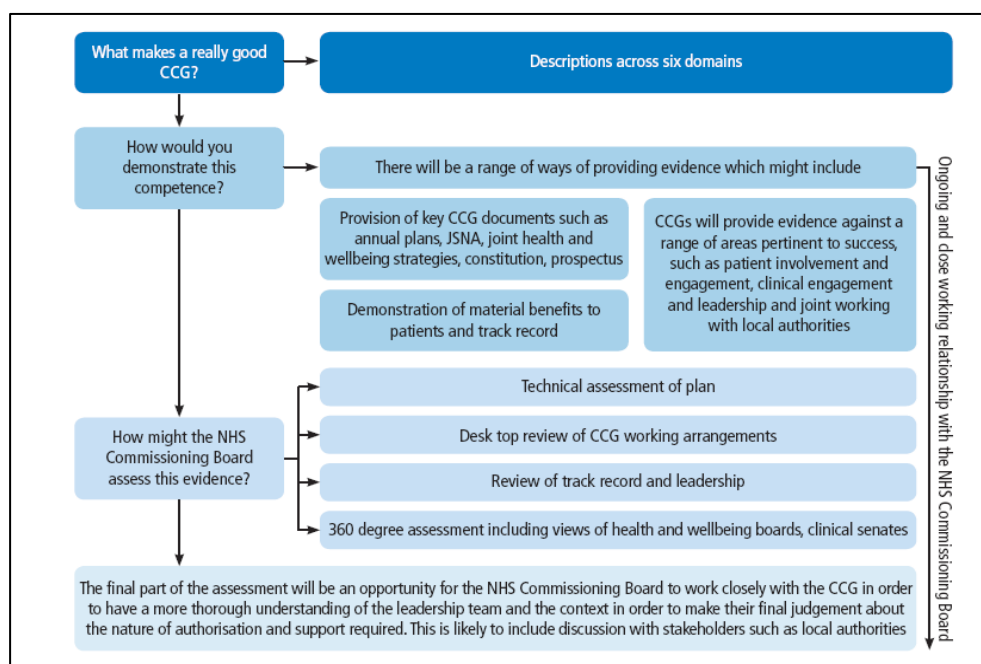 What makes a really good
CCG?
Descriptions across six domains
How would you
demonstrate this
competence?
There will be a range of ways of providing evidence which might include
Provision of key CCG documents such as
annual plans, JSNA, joint health and
wellbeing strategies, constitution, prospectus
CCGs will provide evidence against a
range of areas pertinent to success,
such as patient involvement and
engagement, clinical engagement
and leadership and joint working
with local authorities
Demonstration of material benefits to
patients and track record
How might the NHS
Commissioning Board
assess this evidence?
Technical assessment of plan
Desk top review of CCG working arrangements
Review of track record and leadership
360 degree assessment including views of health and wellbeing boards, clinical senates
The final part of the assessment will be an opportunity for the NHS Commissioning Board to work closely with the CCG in order
to have a more thorough understanding of the leadership team and the context in order to make their final judgement about
the nature of authorisation and support required. This is likely to include discussion with stakeholders such as local authorities
Ongoing and dose working relationship with the NHS Commissioning Board